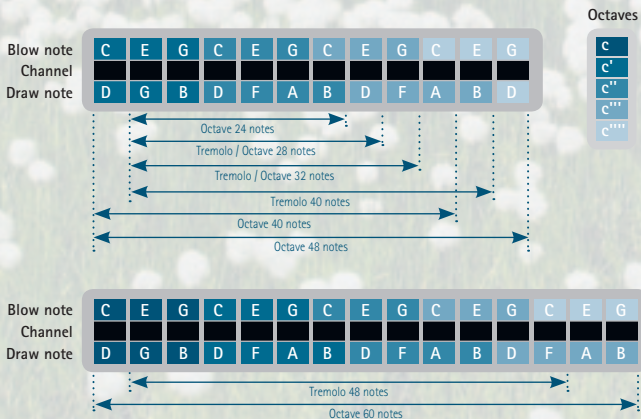 Octaves
Blow note C E G C E G C E G C E G
Channel
Draw note D G B D F A B D F A B D
c
c'
c''
c'''
c''''
Octave 24 notes
Tremolo / Octave 28 notes
Tremolo / Octave 32 notes
Tremolo 40 notes
Octave 40 notes
Octave 48 notes
Blow note C E G C E G C E G C E G C E G
Channel
Draw note D G B D F A B D F A B D F A B
Tremolo 48 notes
Octave 60 notes